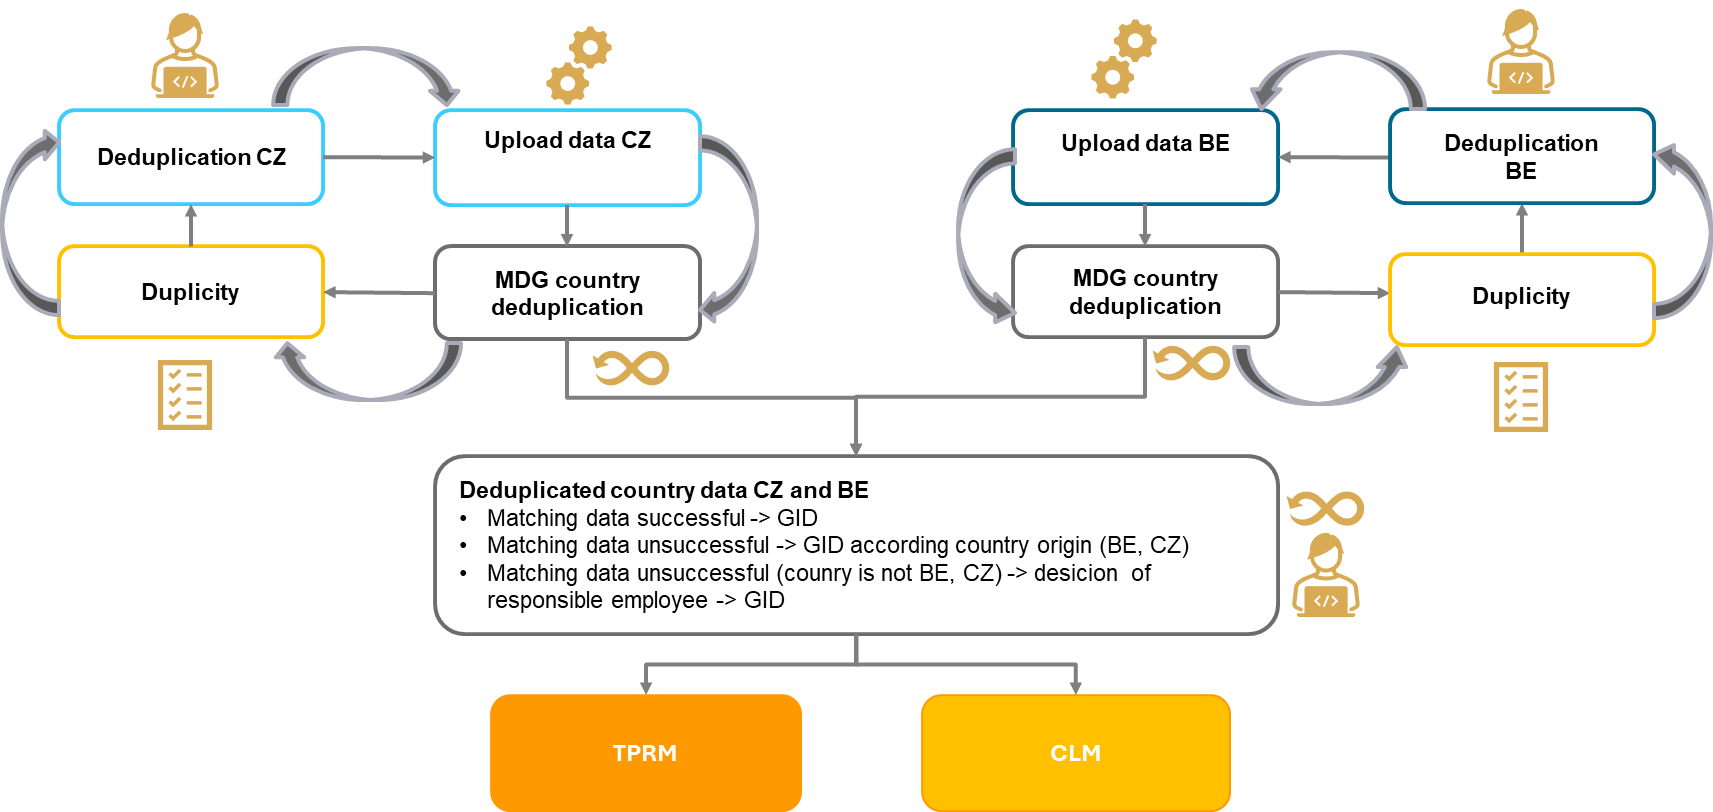 Deduplication CZ
Upload data CZ
Upload data BE
Deduplication
BE
Duplicity
MDG country
deduplication
MDG country
deduplication
Duplicity
Deduplicated country data CZ and BE
• Matching data successful -> GID
• Matching data unsuccessful -> GID according country origin (BE, CZ)
• Matching data unsuccessful (counry is not BE, CZ) -> desicion of
responsible employee -> GID
TPRM
CLM